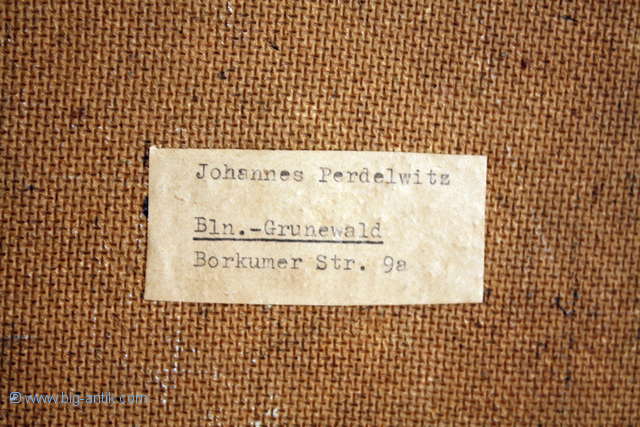 Johannes Perdelwitz
Bln.-Grunewald
Borkumer Str. 9a
www.big-antik.com